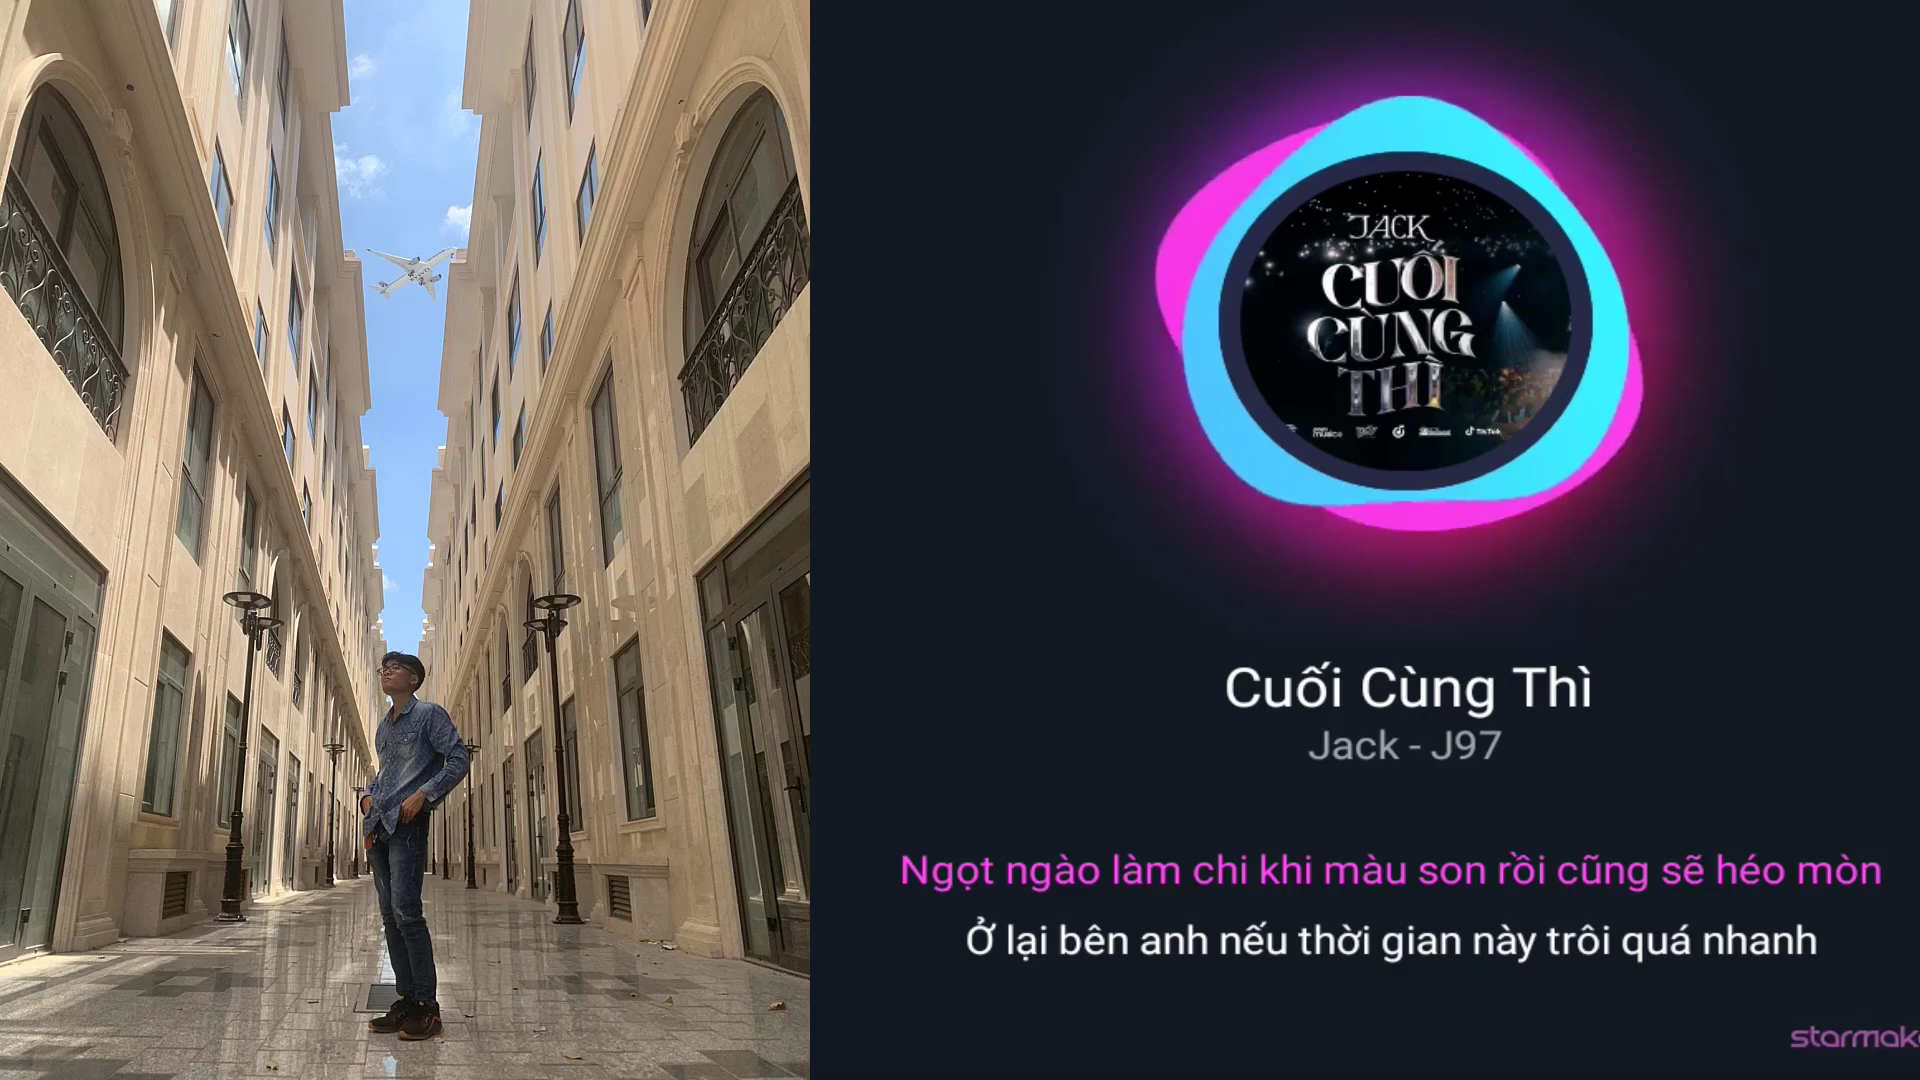 JACK
CUỐI
CÙNG
THÌ
TikTok
Cuối Cùng Thì
Jack - J97
Ngọt ngào làm chi khi màu son rồi cũng sẽ héo mòn
Ở lại bên anh nếu thời gian này trôi quá nhanh